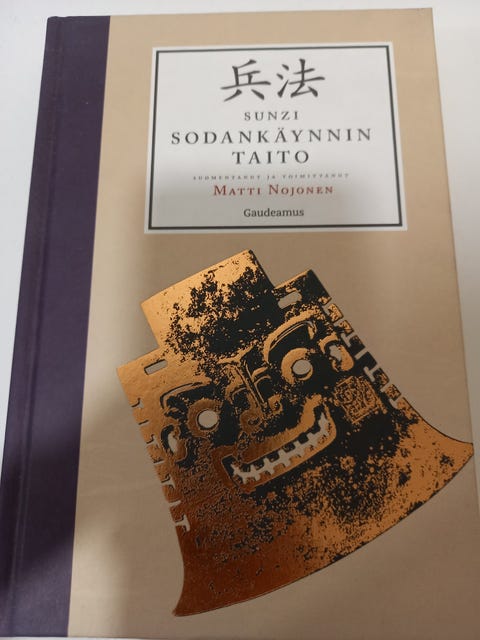 兵法
SUNZI
SODANKÄYNNIN
TAITO
SUOMENTANUT JA TOIMITTANUT
MATTI NOJONEN
Gaudeamus